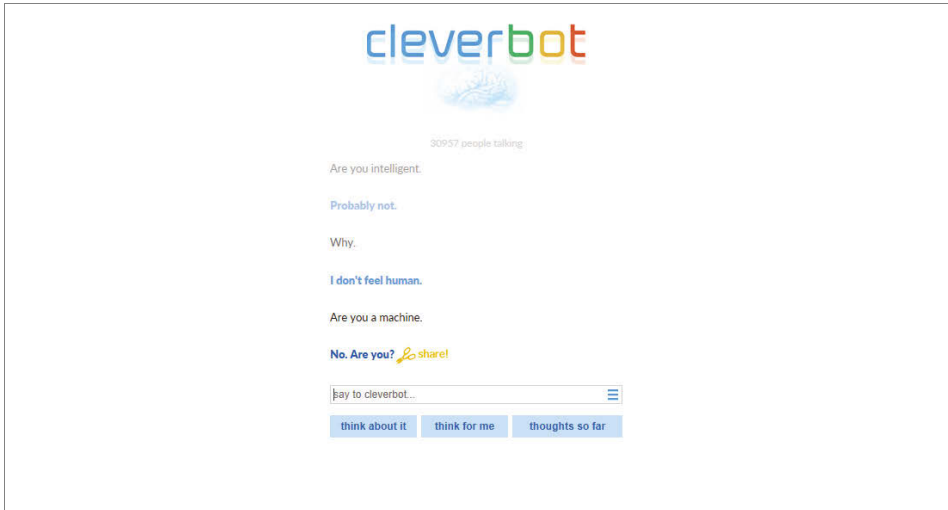 cleverbot
30957 people talking
Are you intelligent.
Probably not.
Why.
I don't feel human.
Are you a machine.
No. Are you? share!
say to cleverbot...
think about it think for me thoughts so far